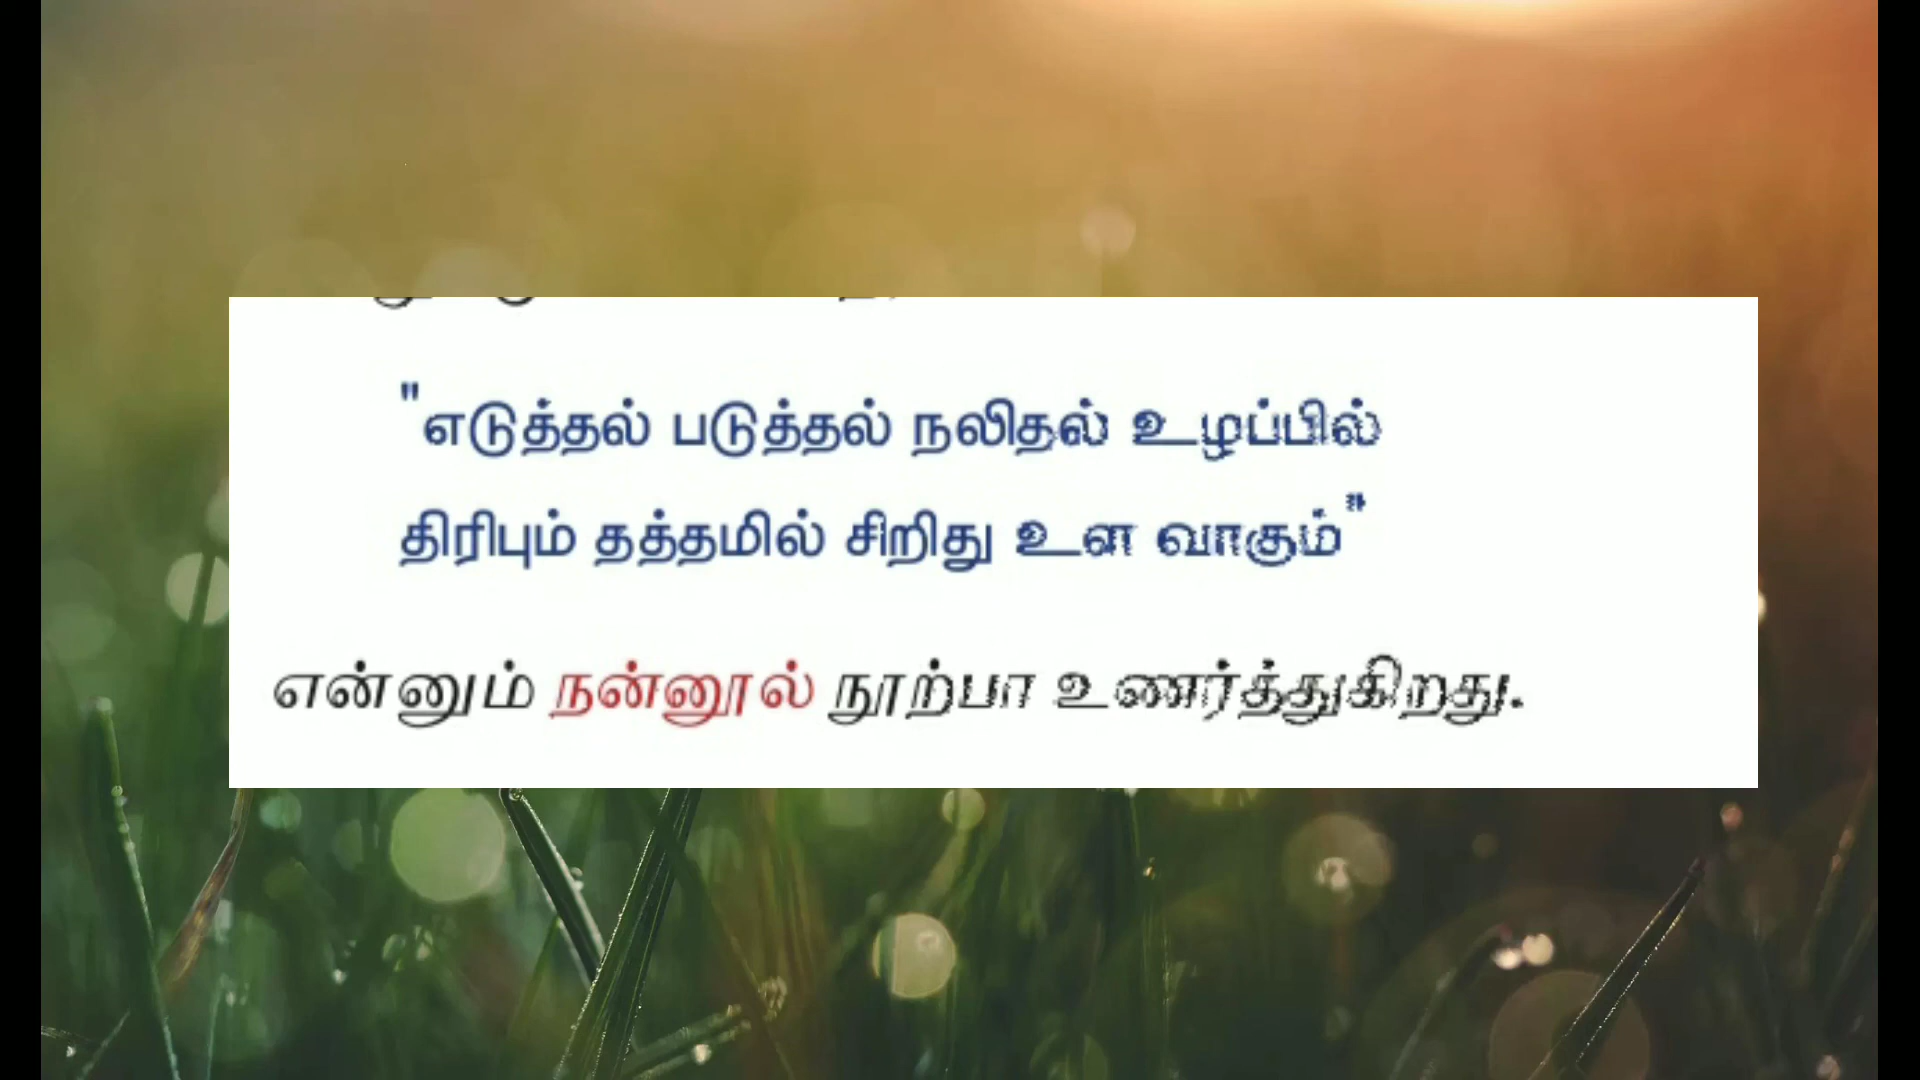 "எடுத்தல் படுத்தல் நலிதல் உழப்பில்
திரிபும் தத்தமில் சிறிது உள வாகும்"
என்னும் நன்னூல் நூற்பா உணர்த்துகிறது.